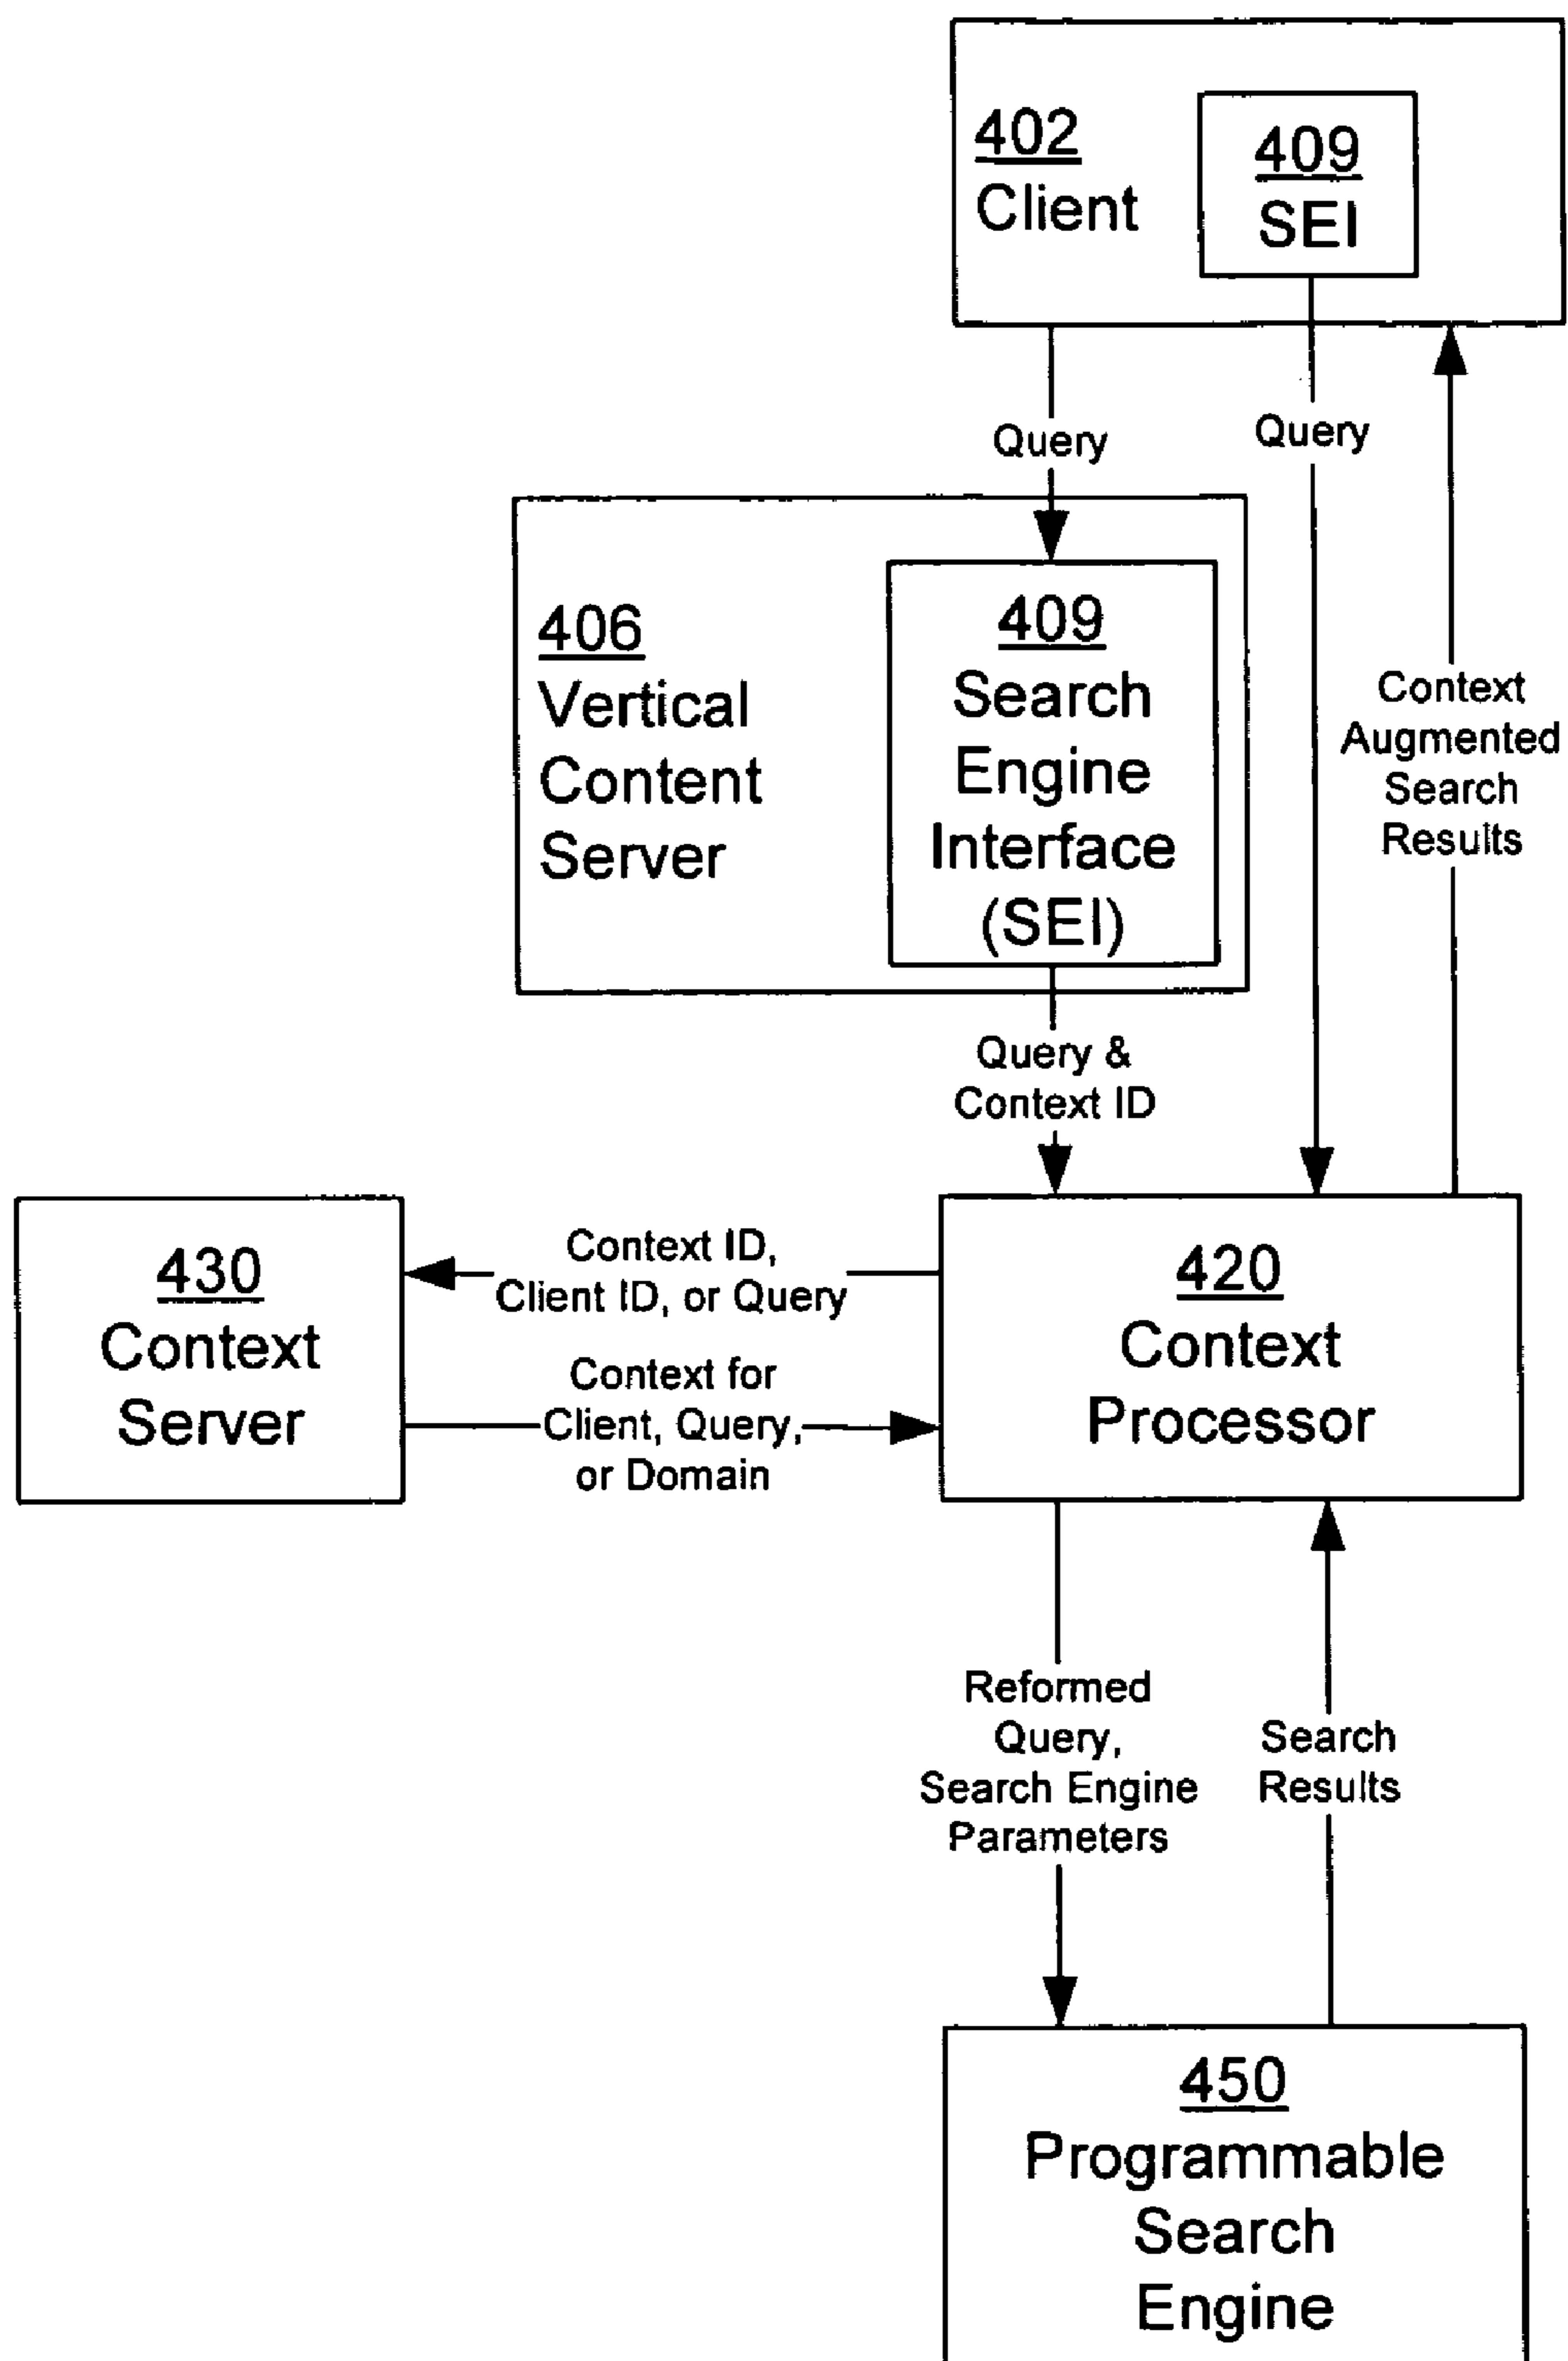 402
Client
409
SEI
Query
Query
406
Vertical
Content
Server
409
Search
Engine
Interface
(SEI)
Context
Augmented
Search
Results
Query &
Context ID
430
Context
Server
Context ID,
Client ID, or Query
Context for
Client, Query,
or Domain
420
Context
Processor
Reformed
Query,
Search Engine
Parameters
Search
Results
450
Programmable
Search
Engine